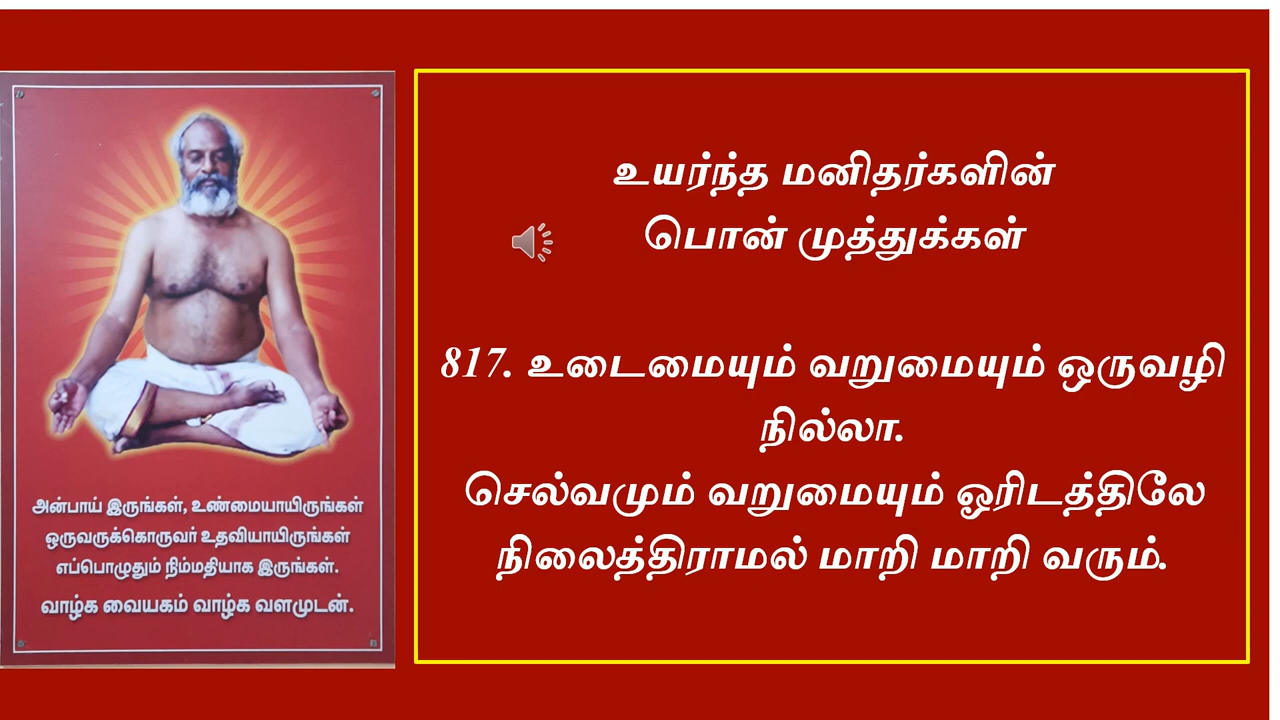 அன்பாய் இருங்கள், உண்மையாயிருங்கள்
ஒருவருக்கொருவர் உதவியாயிருங்கள்
எப்பொழுதும் நிம்மதியாக இருங்கள்.
வாழ்க வையகம் வாழ்க வளமுடன்.
உயர்ந்த மனிதர்களின்
பொன் முத்துக்கள்
817. உடைமையும் வறுமையும் ஒருவழி
நில்லா.
செல்வமும் வறுமையும் ஓரிடத்திலே
நிலைத்திராமல் மாறி மாறி வரும்.